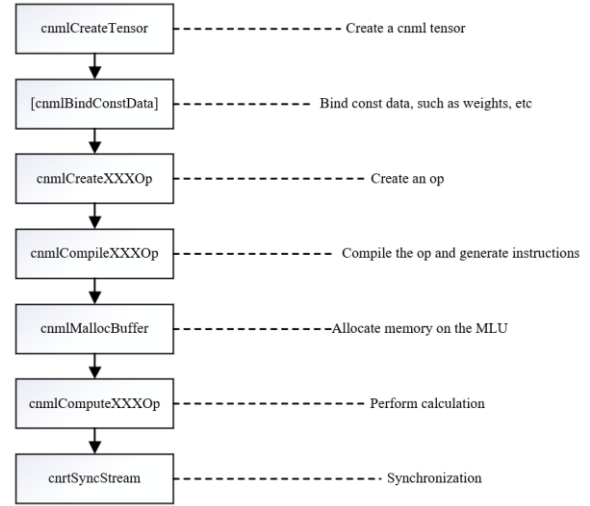 cnmlCreateTensor
Create a cnml tensor
[cnmlBindConstData]
Bind const data, such as weights, etc
cnmlCreateXXXOp
Create an op
cnmlCompileXXXOp
Compile the op and generate instructions
cnmlMallocBuffer
Allocate memory on the MLU
cnmlComputeXXXOp
Perform calculation
cnrtSyncStream
Synchronization